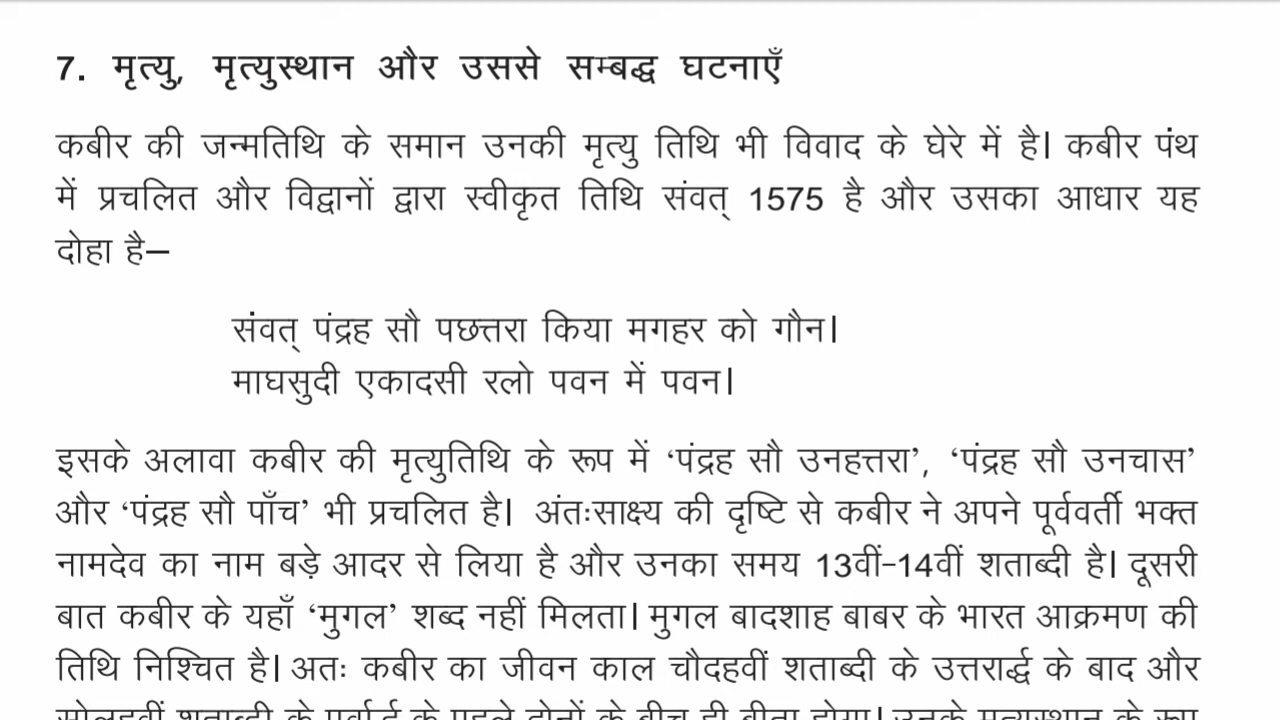 7. मृत्यु, मृत्युस्थान और उससे सम्बद्ध घटनाएँ
कबीर की जन्मतिथि के समान उनकी मृत्यु तिथि भी विवाद के घेरे में है। कबीर पंथ
में प्रचलित और विद्वानों द्वारा स्वीकृत तिथि संवत् 1575 है और उसका आधार यह
दोहा है–
संवत् पंद्रह सौ पछत्तरा किया मगहर को गौन।
माघसुदी एकादसी रलो पवन में पवन।
इसके अलावा कबीर की मृत्युतिथि के रूप में ‘पंद्रह सौ उनहत्तरा’, ‘पंद्रह सौ उनचास’
और ‘पंद्रह सौ पाँच’ भी प्रचलित है। अंतःसाक्ष्य की दृष्टि से कबीर ने अपने पूर्ववर्ती भक्त
नामदेव का नाम बड़े आदर से लिया है और उनका समय 13वीं-14वीं शताब्दी है। दूसरी
बात कबीर के यहाँ ‘मुगल’ शब्द नहीं मिलता। मुगल बादशाह बाबर के भारत आक्रमण की
तिथि निश्चित है। अतः कबीर का जीवन काल चौदहवीं शताब्दी के उत्तरार्द्ध के बाद और
सोलहवीं शताब्दी के पूर्वार्द्ध के पहले दोनों के बीच ही बीता होगा। उनके मृत्युस्थान के रूप